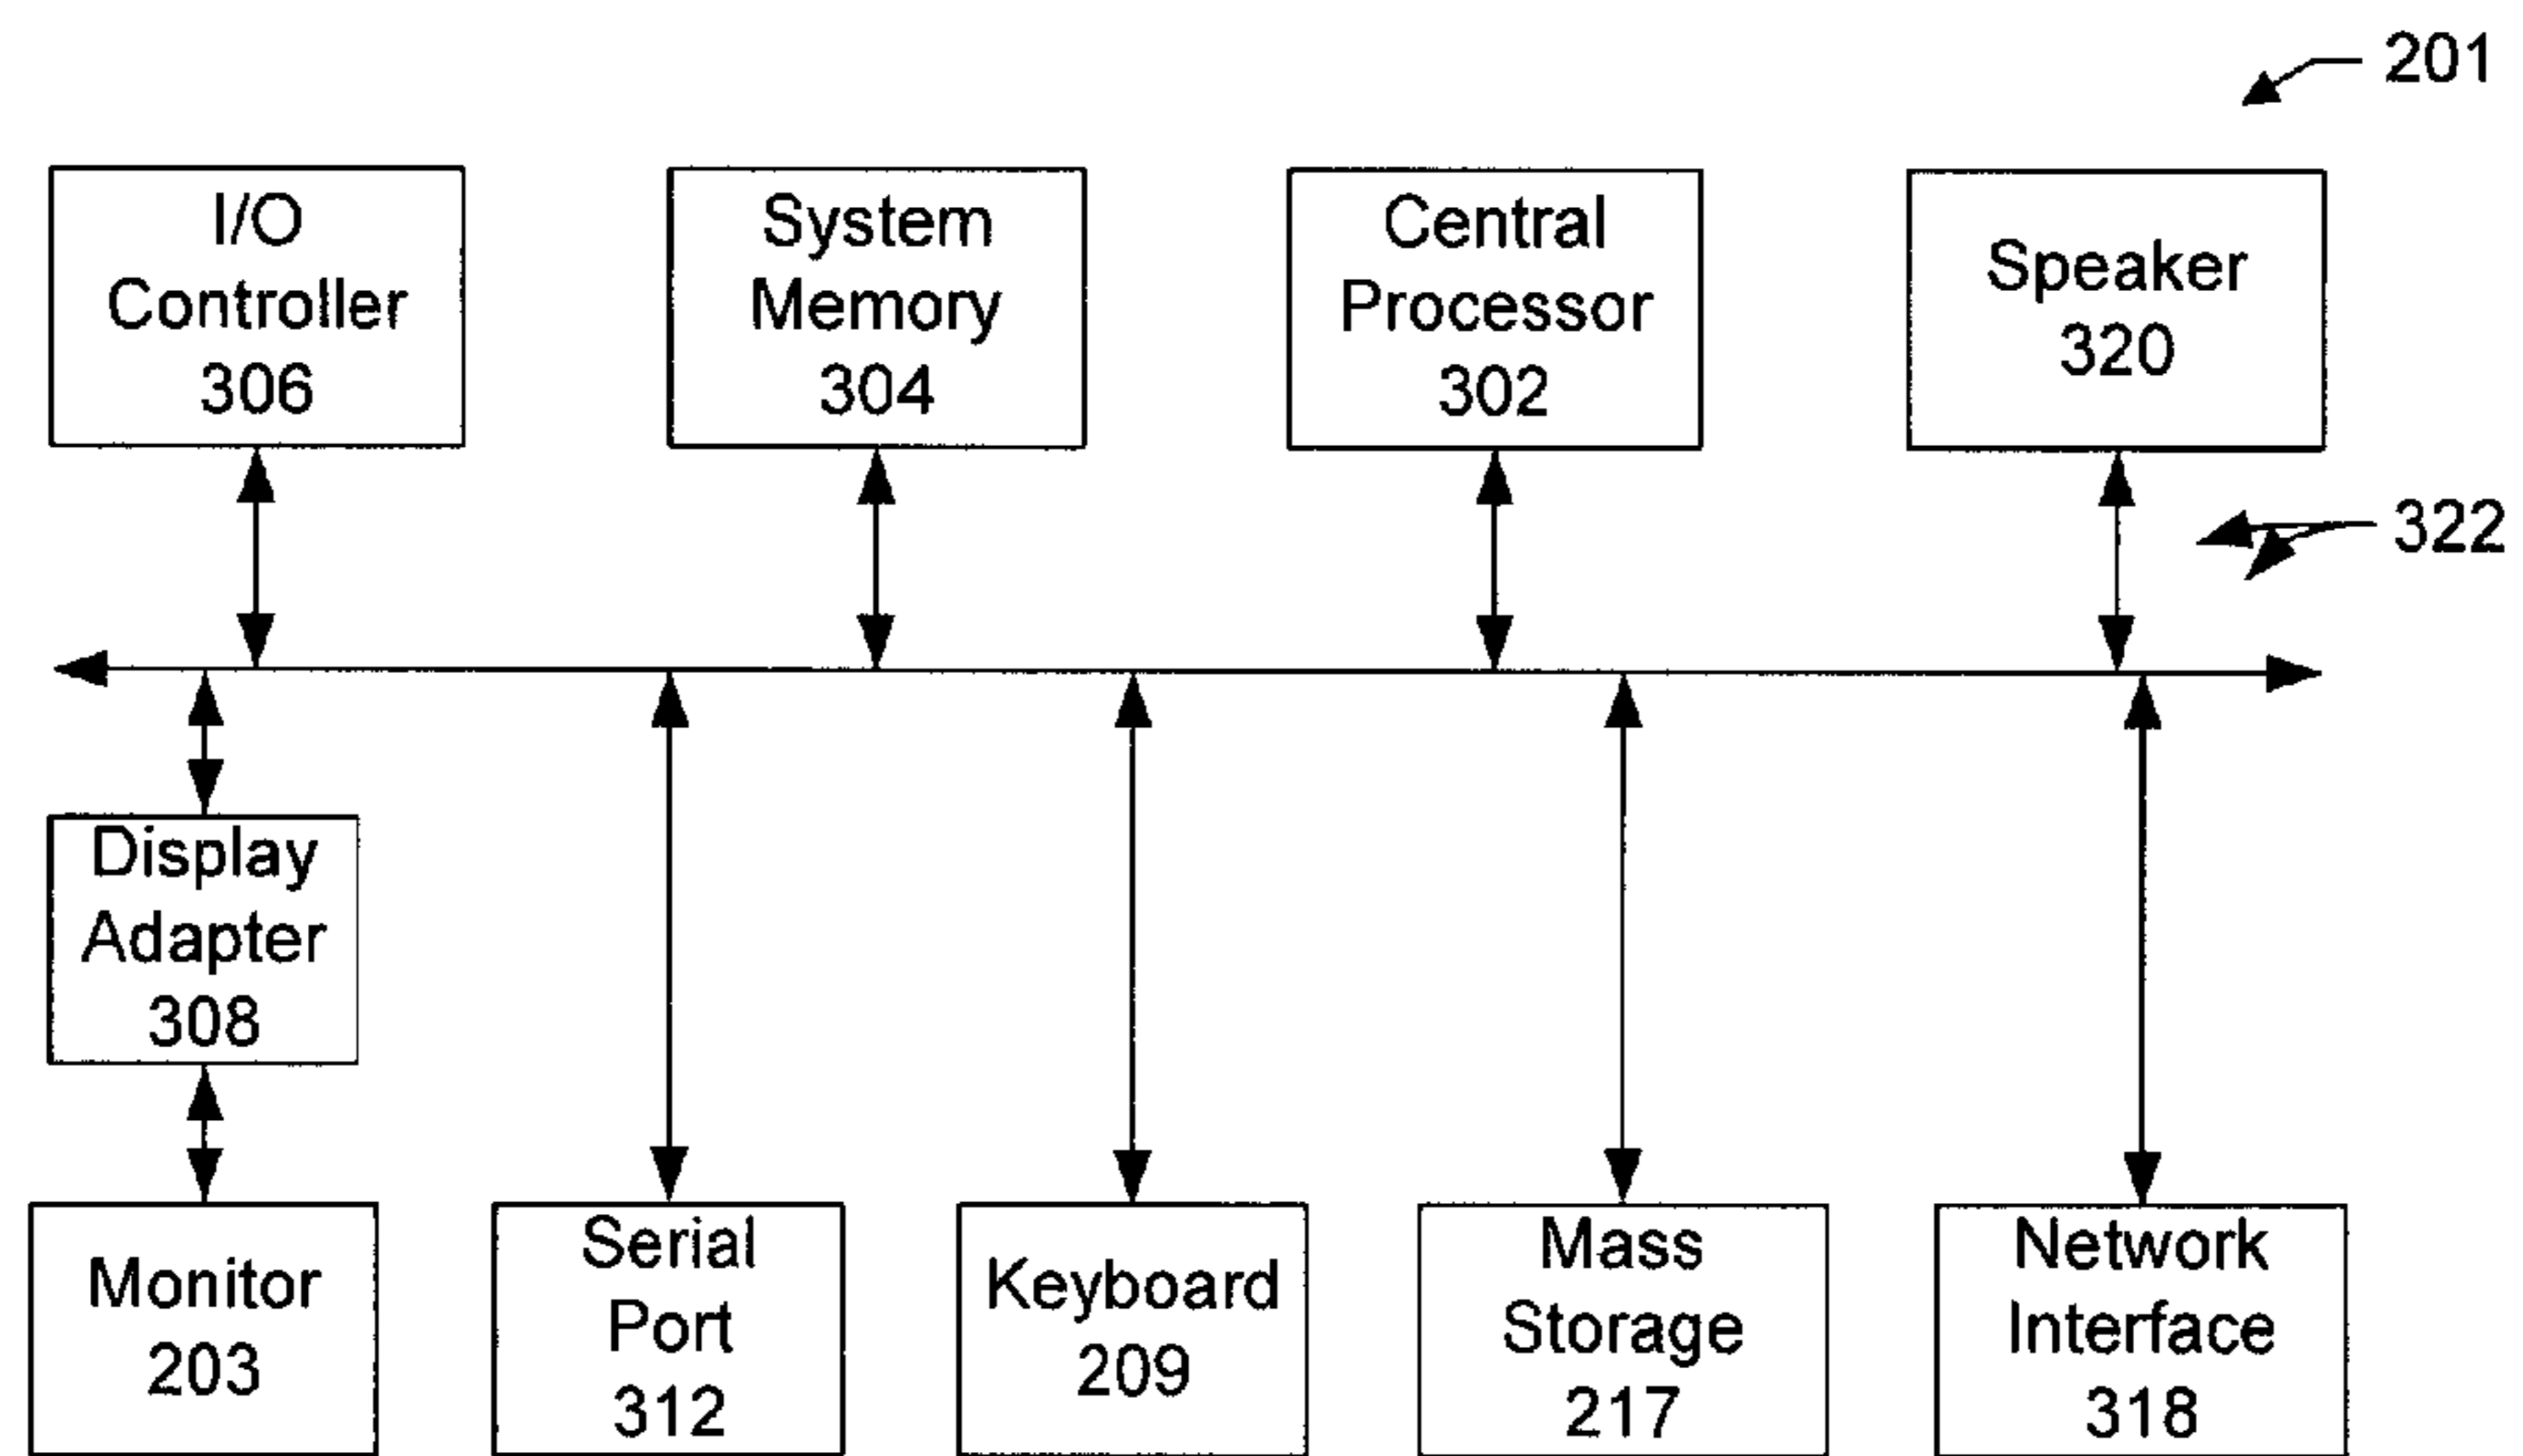 201
I/O
Controller
306
System
Memory
304
Central
Processor
302
Speaker
320
322
Display
Adapter
308
Monitor
203
Serial
Port
312
Keyboard
209
Mass
Storage
217
Network
Interface
318